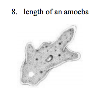 8. length of an amoeba